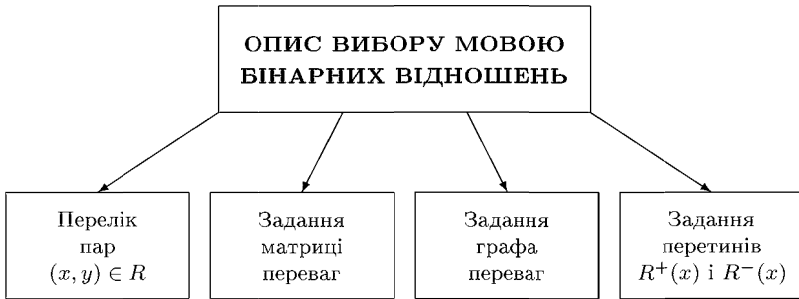 ОПИС ВИБОРУ МОВОЮ
БІНАРНИХ ВІДНОШЕНЬ
Перелік
пар
(x, y) ∈ R
Задання
матриці
переваг
Задання
графа
переваг
Задання
перетинів
R⁺(x) і R⁻(x)